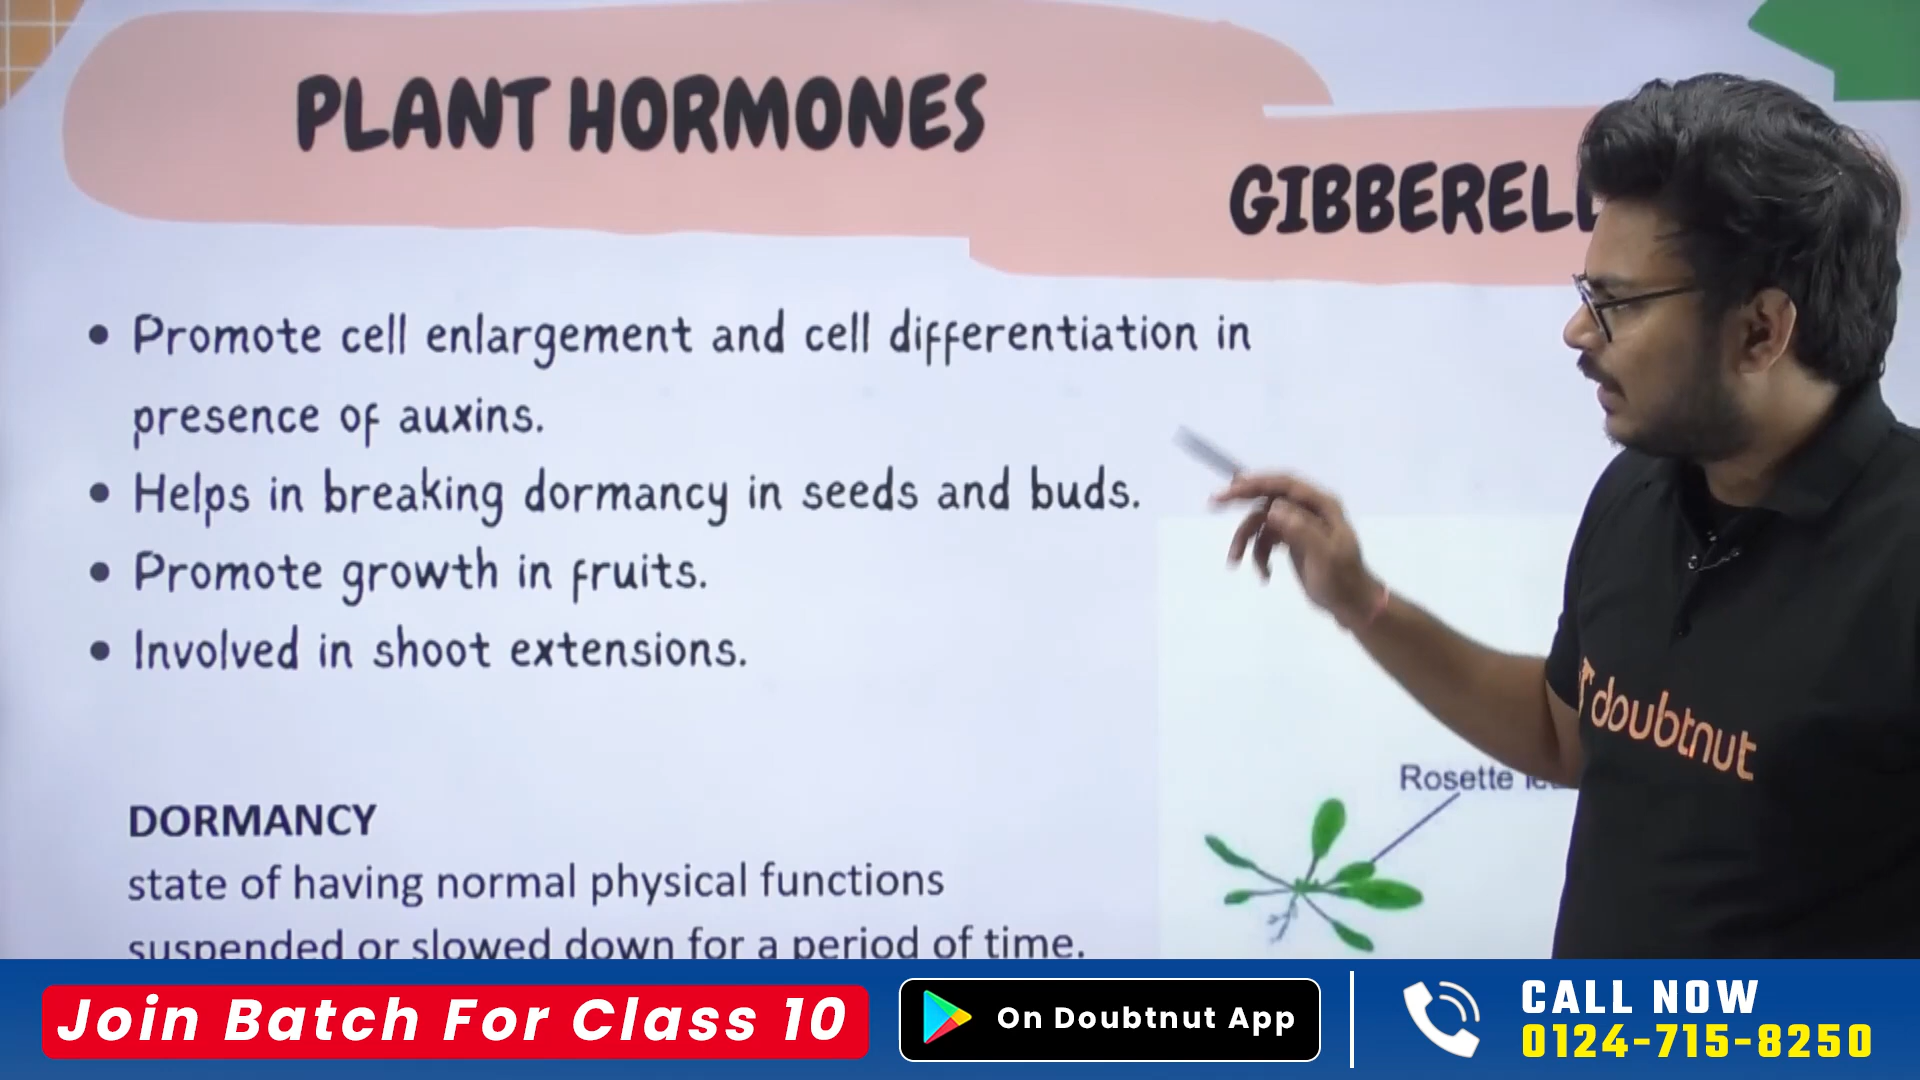 PLANT HORMONES
• Promote cell enlargement and cell differentiation in
presence of auxins.
• Helps in breaking dormancy in seeds and buds.
• Promote growth in fruits.
• Involved in shoot extensions.
DORMANCY
state of having normal physical functions
suspended or slowed down for a period of time.
Rosette
doubtnut
Join Batch For Class 10
On Doubtnut App
CALL NOW
0124-715-8250